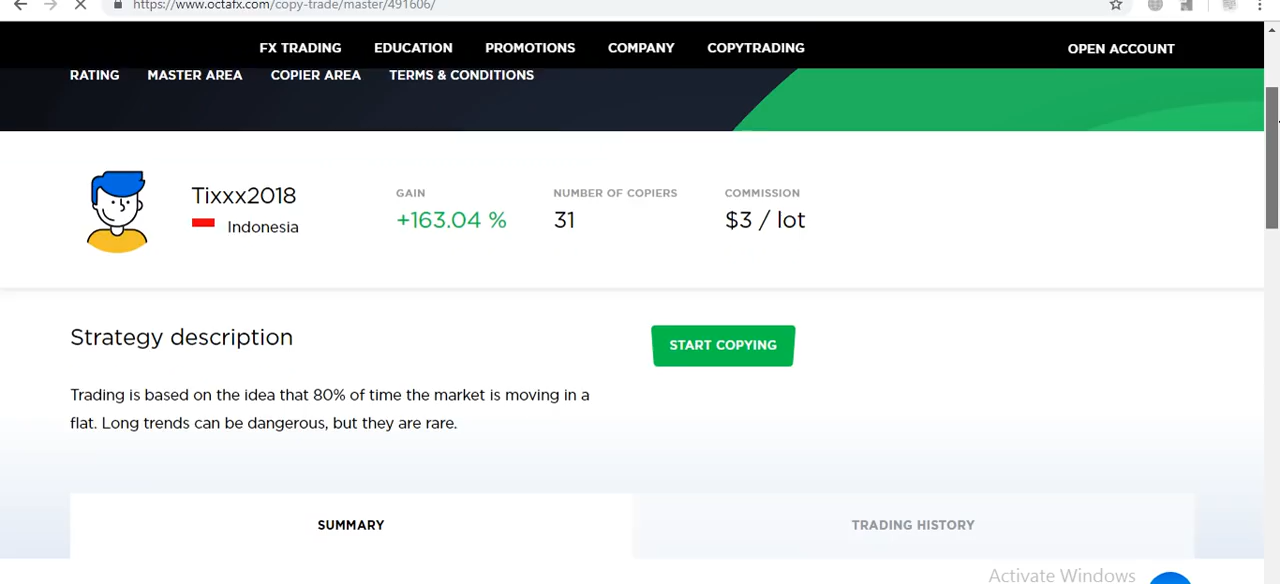 https://www.octafx.com/copy-trade/master/491606/
FX TRADING EDUCATION PROMOTIONS COMPANY COPYTRADING OPEN ACCOUNT
RATING MASTER AREA COPIER AREA TERMS & CONDITIONS
Tixxx2018
Indonesia
GAIN
+163.04 %
NUMBER OF COPIERS
31
COMMISSION
$3 / lot
Strategy description
START COPYING
Trading is based on the idea that 80% of time the market is moving in a
flat. Long trends can be dangerous, but they are rare.
SUMMARY TRADING HISTORY
Activate Windows